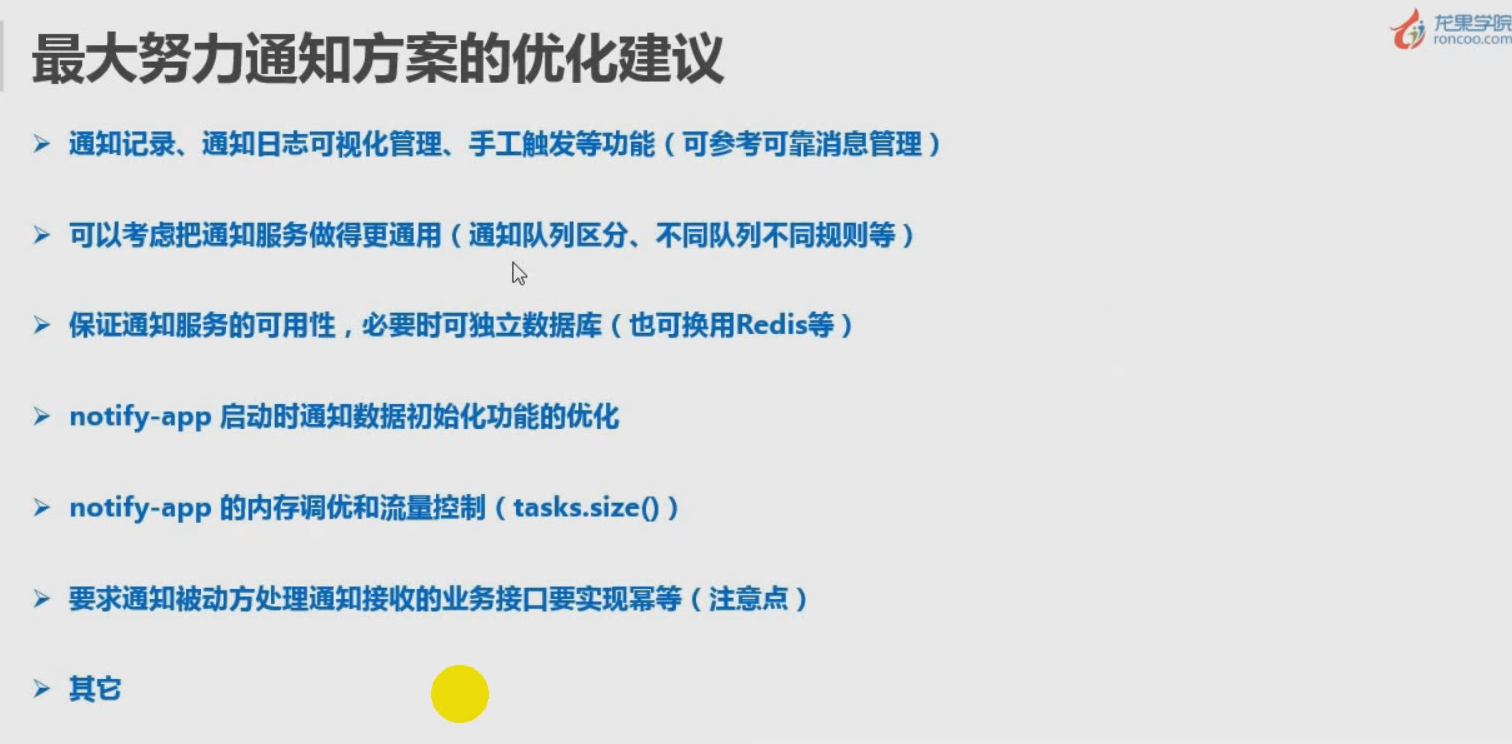 最大努力通知方案的优化建议
龙果学院
roncoo.com
通知记录、通知日志可视化管理、手工触发等功能（可参考可靠消息管理）
可以考虑把通知服务做得更通用（通知队列区分、不同队列不同规则等）
保证通知服务的可用性，必要时可独立数据库（也可换用Redis等）
notify-app 启动时通知数据初始化功能的优化
notify-app 的内存调优和流量控制（tasks.size()）
要求通知被动方处理通知接收的业务接口要实现幂等（注意点）
其它